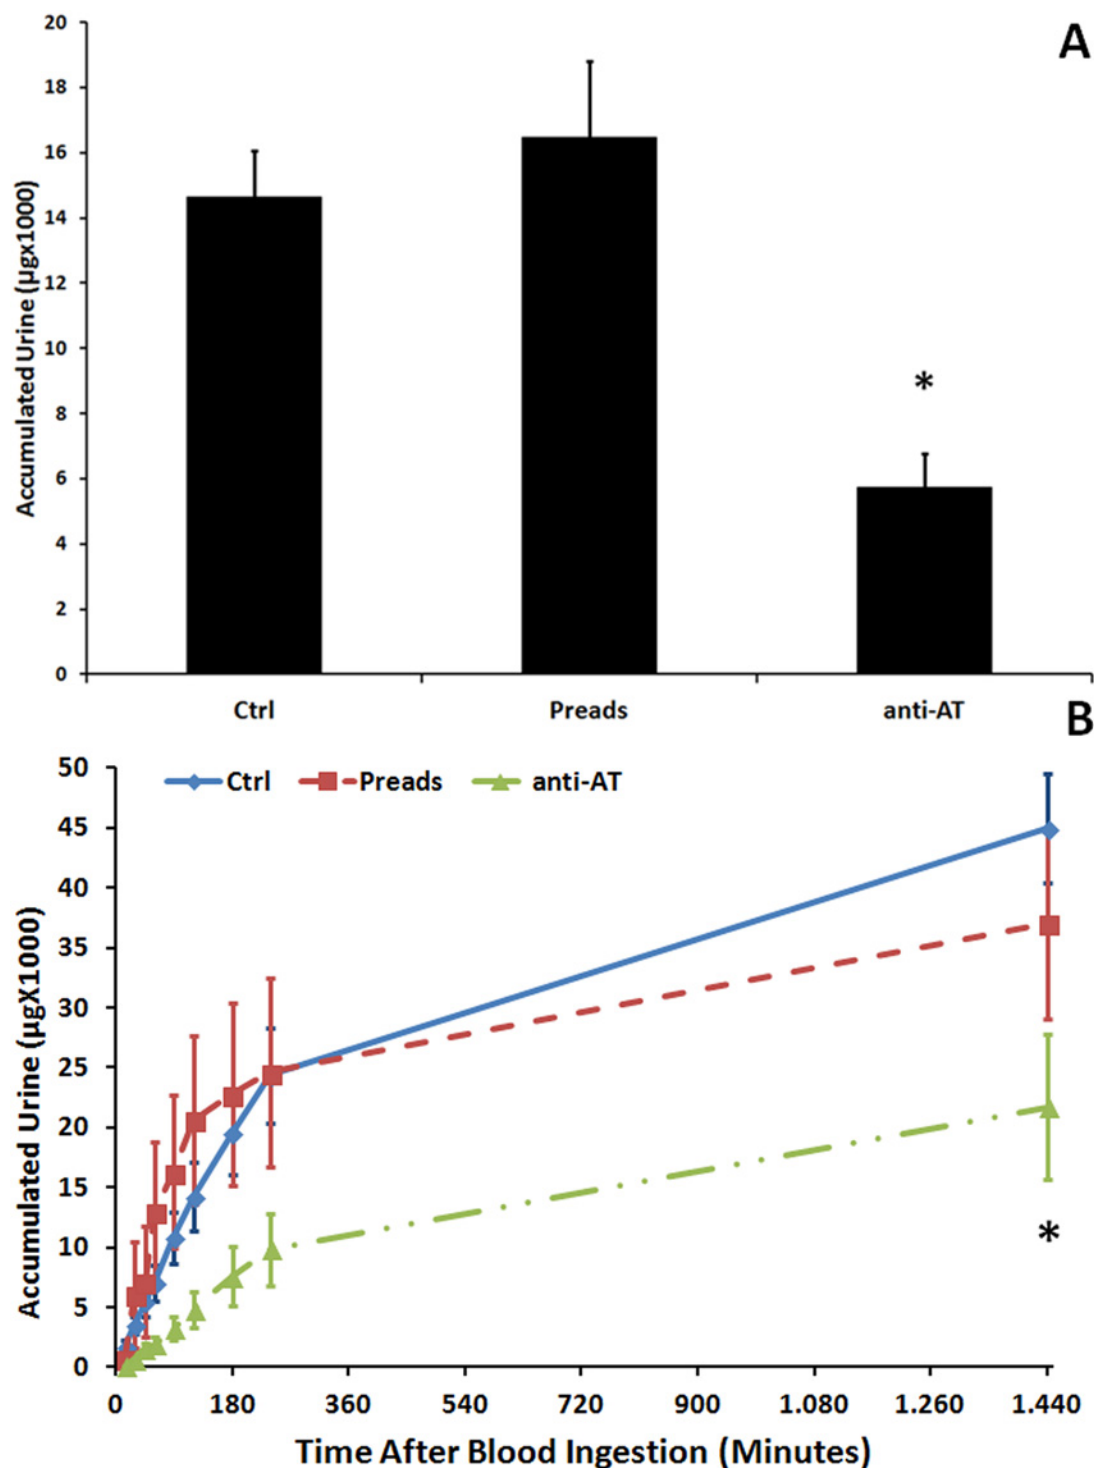 A
Accumulated Urine (µgx1000)
20
18
16
14
12
10
8
6
4
2
0
*
Ctrl
Preads
anti-AT
B
Accumulated Urine (µgX1000)
50
45
40
35
30
25
20
15
10
5
0
Ctrl
Preads
anti-AT
*
0 180 360 540 720 900 1.080 1.260 1.440
Time After Blood Ingestion (Minutes)